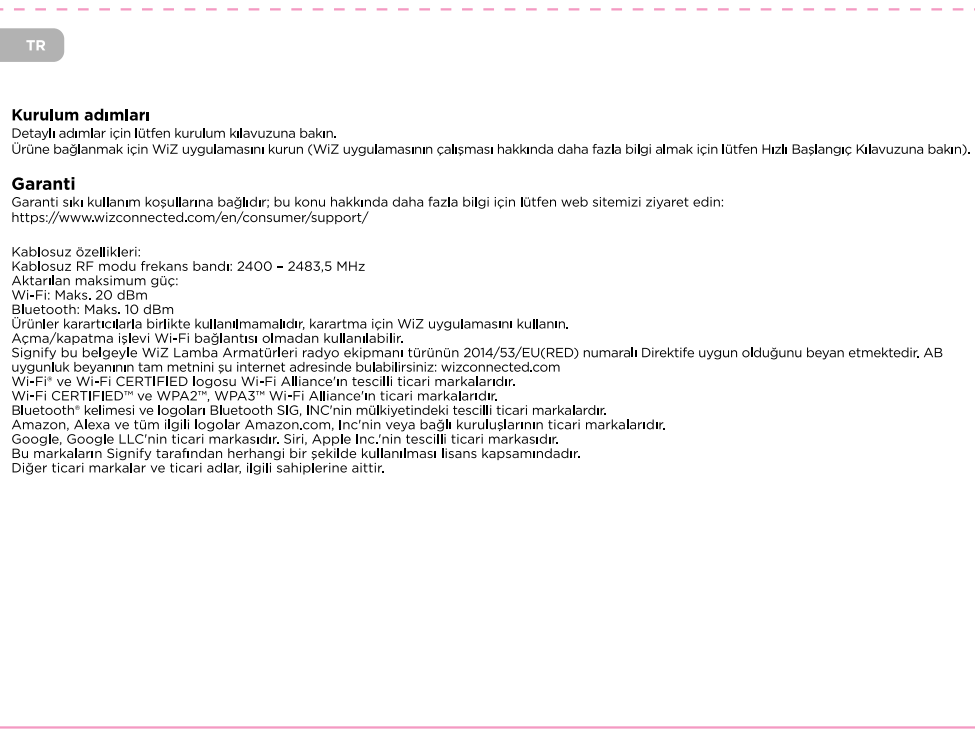 TR
Kurulum adımları
Detaylı adımlar için lütfen kurulum kılavuzuna bakın.
Ürüne bağlanmak için WiZ uygulamasını kurun (WiZ uygulamasının çalışması hakkında daha fazla bilgi almak için lütfen Hızlı Başlangıç Kılavuzuna bakın).
Garanti
Garanti sıkı kullanım koşullarına bağlıdır; bu konu hakkında daha fazla bilgi için lütfen web sitemizi ziyaret edin:
https://www.wizconnected.com/en/consumer/support/
Kablosuz özellikleri:
Kablosuz RF modu frekans bandı: 2400 – 2483,5 MHz
Aktarılan maksimum güç:
Wi-Fi: Maks. 20 dBm
Bluetooth: Maks. 10 dBm
Ürünler karartıcılarla birlikte kullanılmamalıdır, karartma için WiZ uygulamasını kullanın.
Açma/kapatma işlevi Wi-Fi bağlantısı olmadan kullanılabilir.
Signify bu belgeyle WiZ Lamba Armatürleri radyo ekipmanı türünün 2014/53/EU(RED) numaralı Direktife uygun olduğunu beyan etmektedir. AB
uygunluk beyanının tam metnini şu internet adresinde bulabilirsiniz: wizconnected.com
Wi-Fi® ve Wi-Fi CERTIFIED logosu Wi-Fi Alliance'ın tescilli ticari markalarıdır.
Wi-Fi CERTIFIED™ ve WPA2™, WPA3™ Wi-Fi Alliance'ın ticari markalarıdır.
Bluetooth® kelimesi ve logoları Bluetooth SIG, INC'nin mülkiyetindeki tescilli ticari markalardır.
Amazon, Alexa ve tüm ilgili logolar Amazon.com, Inc'nin veya bağlı kuruluşlarının ticari markalarıdır.
Google, Google LLC'nin ticari markasıdır. Siri, Apple Inc.'nin tescilli ticari markasıdır.
Bu markaların Signify tarafından herhangi bir şekilde kullanılması lisans kapsamındadır.
Diğer ticari markalar ve ticari adlar, ilgili sahiplerine aittir.